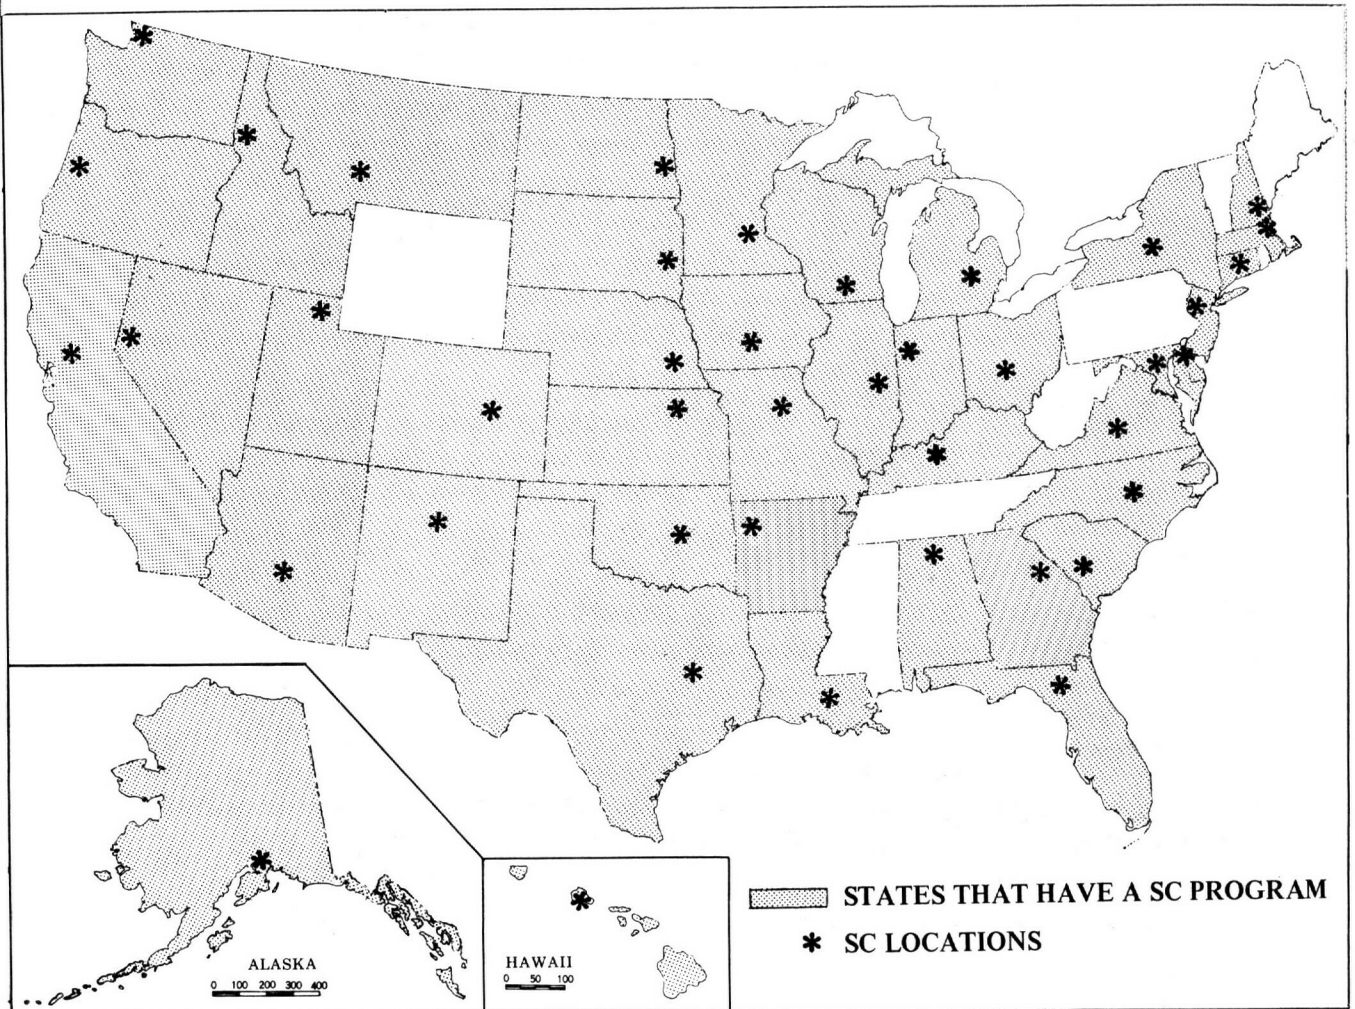 STATES THAT HAVE A SC PROGRAM
SC LOCATIONS
ALASKA
0 100 200 300 400
HAWAII
0 50 100